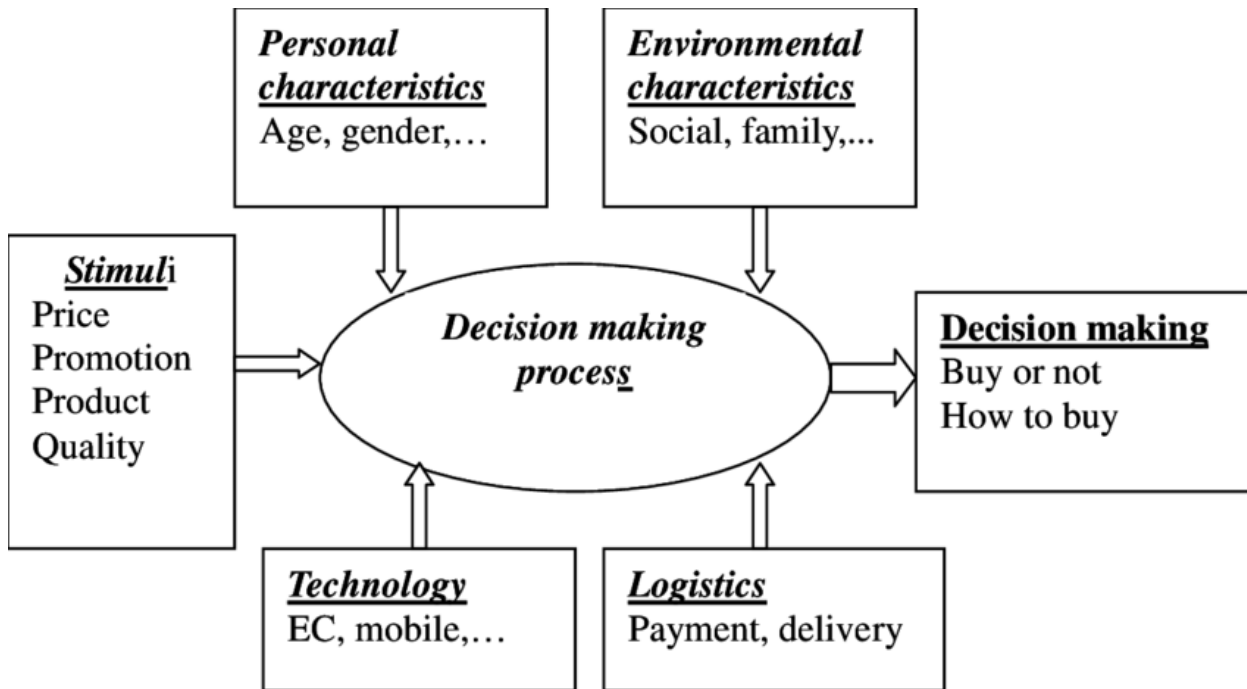 Personal
characteristics
Age, gender,…
Environmental
characteristics
Social, family,...
Stimuli
Price
Promotion
Product
Quality
Decision making
process
Decision making
Buy or not
How to buy
Technology
EC, mobile,…
Logistics
Payment, delivery